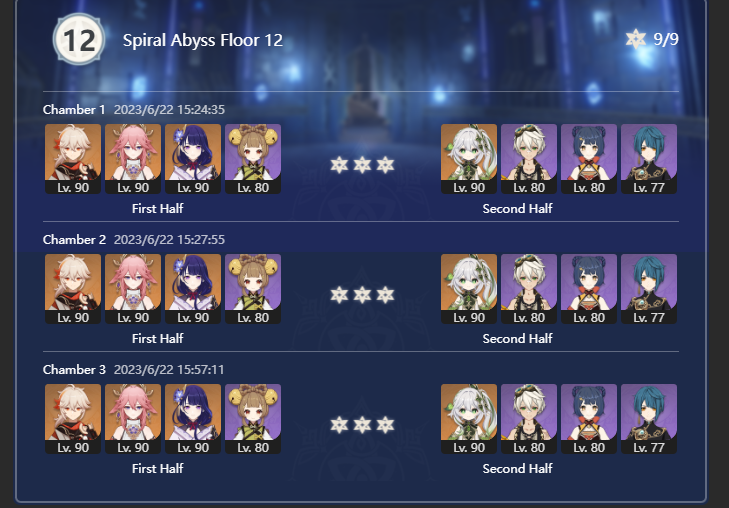 12 Spiral Abyss Floor 12 9/9
Chamber 1 2023/6/22 15:24:35
Lv. 90 Lv. 90 Lv. 90 Lv. 80 Lv. 90 Lv. 80 Lv. 80 Lv. 77
First Half Second Half
Chamber 2 2023/6/22 15:27:55
Lv. 90 Lv. 90 Lv. 90 Lv. 80 Lv. 90 Lv. 80 Lv. 80 Lv. 77
First Half Second Half
Chamber 3 2023/6/22 15:57:11
Lv. 90 Lv. 90 Lv. 90 Lv. 80 Lv. 90 Lv. 80 Lv. 80 Lv. 77
First Half Second Half